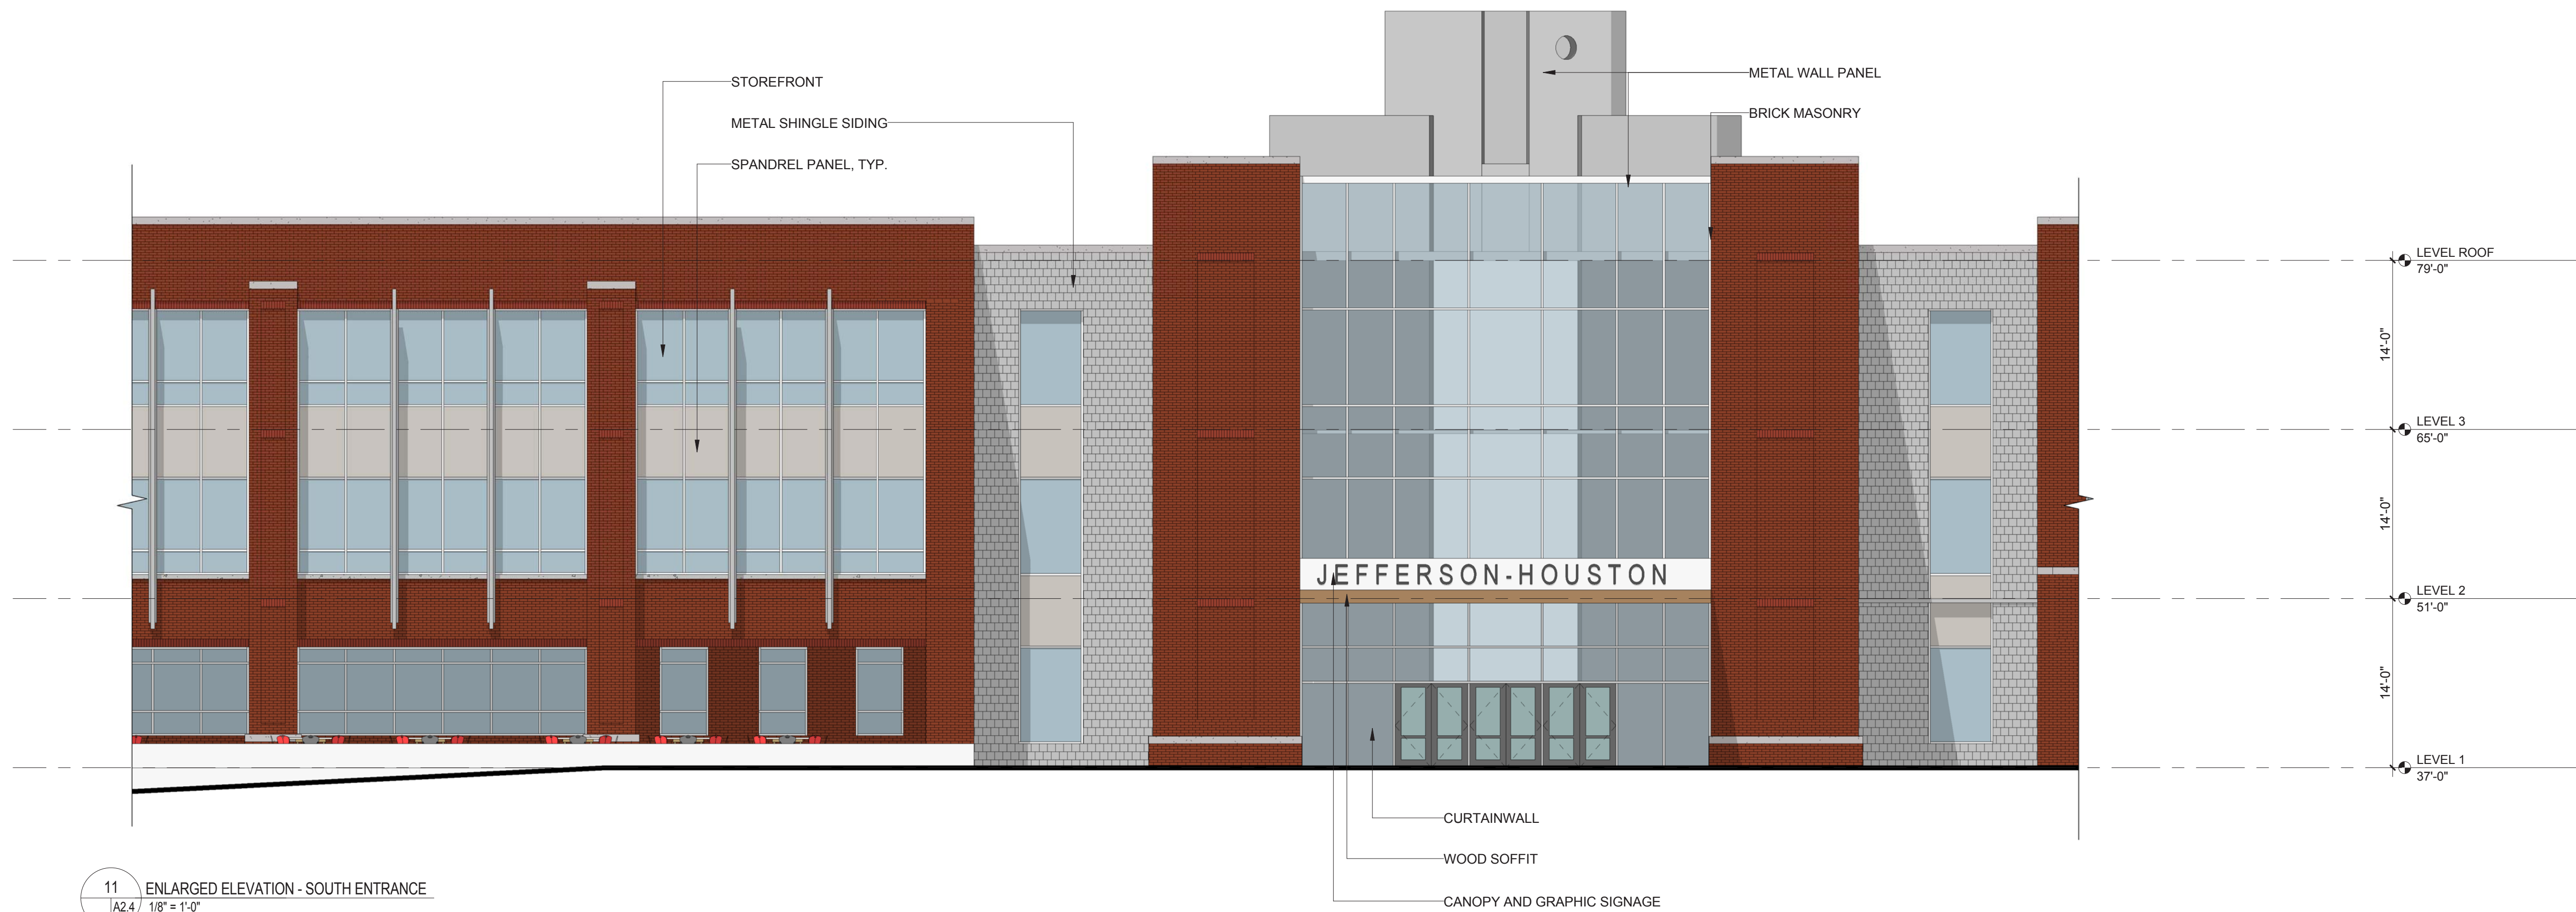 STOREFRONT
METAL SHINGLE SIDING
SPANDREL PANEL, TYP.
METAL WALL PANEL
BRICK MASONRY
LEVEL ROOF
79'-0"
14'-0"
LEVEL 3
65'-0"
14'-0"
JEFFERSON-HOUSTON
LEVEL 2
51'-0"
14'-0"
LEVEL 1
37'-0"
CURTAINWALL
WOOD SOFFIT
CANOPY AND GRAPHIC SIGNAGE
11 ENLARGED ELEVATION - SOUTH ENTRANCE
A2.4 1/8" = 1'-0"